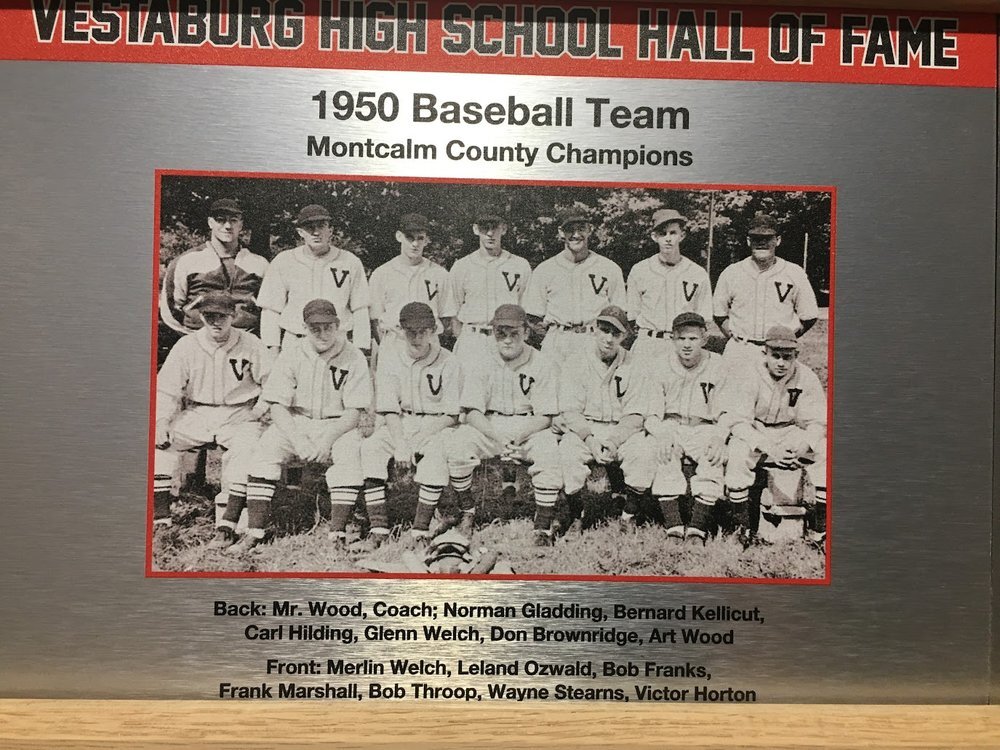 VESTABURG HIGH SCHOOL HALL OF FAME
1950 Baseball Team
Montcalm County Champions
V V V V V V
V V V V L V V
Back: Mr. Wood, Coach; Norman Gladding, Bernard Kellicut,
Carl Hilding, Glenn Welch, Don Brownridge, Art Wood
Front: Merlin Welch, Leland Ozwald, Bob Franks,
Frank Marshall, Bob Throop, Wayne Stearns, Victor Horton